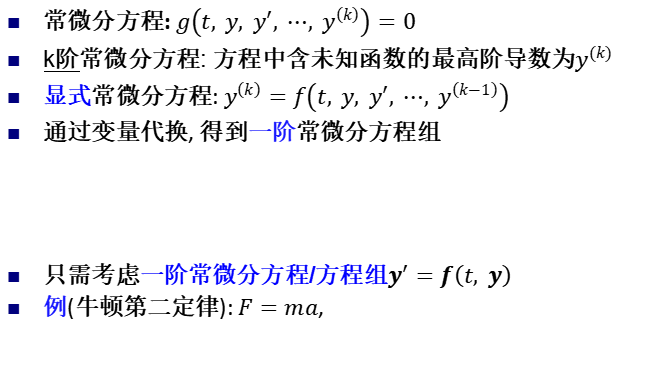 ■ 常微分方程: g(t, y, y′, ⋯, y⁽ᵏ⁾) = 0
■ k阶常微分方程: 方程中含未知函数的最高阶导数为y⁽ᵏ⁾
■ 显式常微分方程: y⁽ᵏ⁾ = f(t, y, y′, ⋯, y⁽ᵏ⁻¹⁾)
■ 通过变量代换, 得到一阶常微分方程组
■ 只需考虑一阶常微分方程/方程组y′ = f(t, y)
■ 例(牛顿第二定律): F = ma,